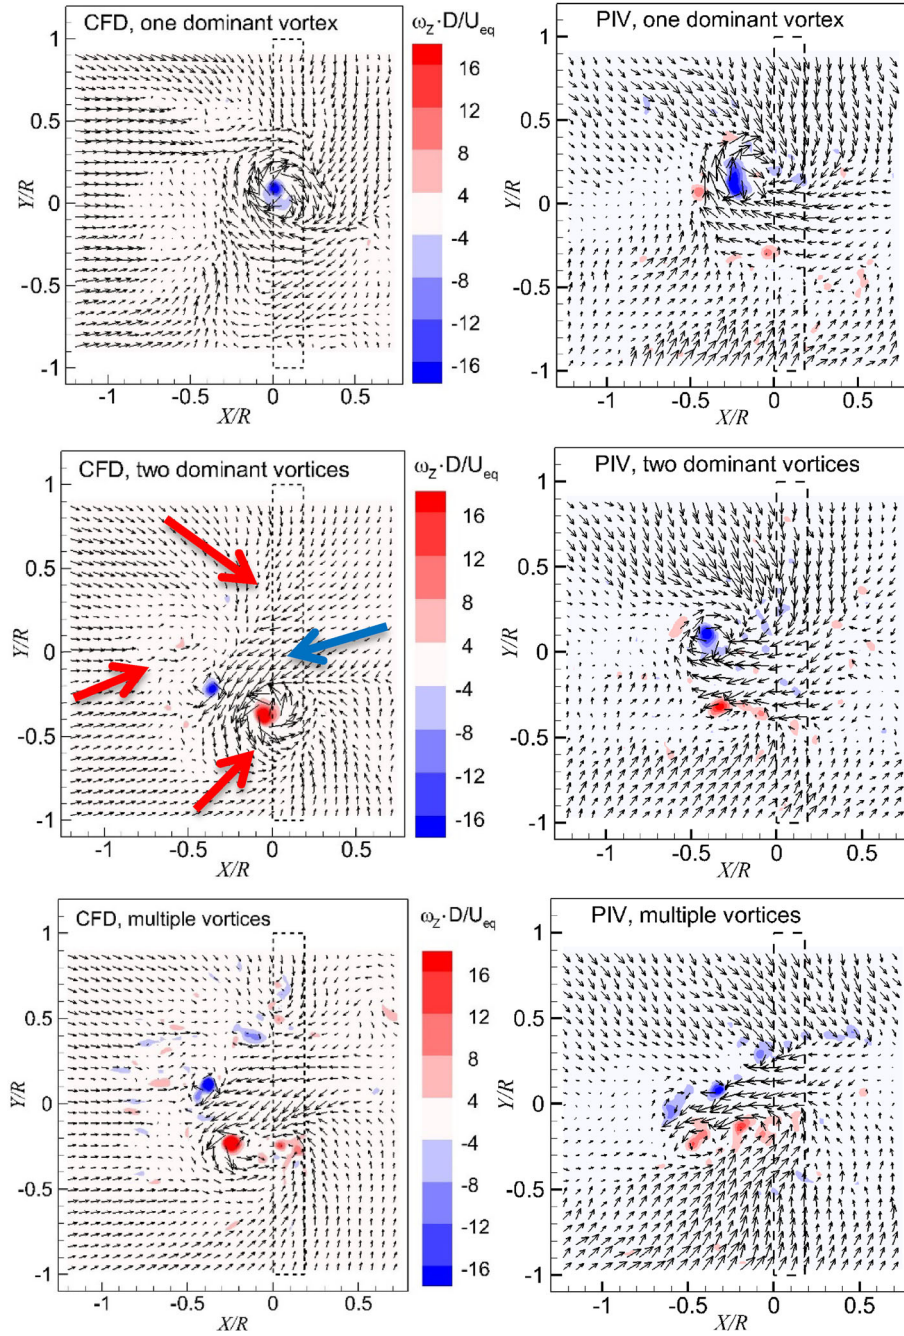 CFD, one dominant vortex
ω_Z·D/U_eq
PIV, one dominant vortex
1
0.5
0
-0.5
-1
Y/R
-1 -0.5 0 0.5
X/R
16
12
8
4
-4
-8
-12
-16
1
0.5
0
-0.5
-1
Y/R
-1 -0.5 0 0.5
X/R
CFD, two dominant vortices
ω_Z·D/U_eq
PIV, two dominant vortices
1
0.5
0
-0.5
-1
Y/R
-1 -0.5 0 0.5
X/R
16
12
8
4
-4
-8
-12
-16
1
0.5
0
-0.5
-1
Y/R
-1 -0.5 0 0.5
X/R
CFD, multiple vortices
ω_Z·D/U_eq
PIV, multiple vortices
1
0.5
0
-0.5
-1
Y/R
-1 -0.5 0 0.5
X/R
16
12
8
4
-4
-8
-12
-16
1
0.5
0
-0.5
-1
Y/R
-1 -0.5 0 0.5
X/R